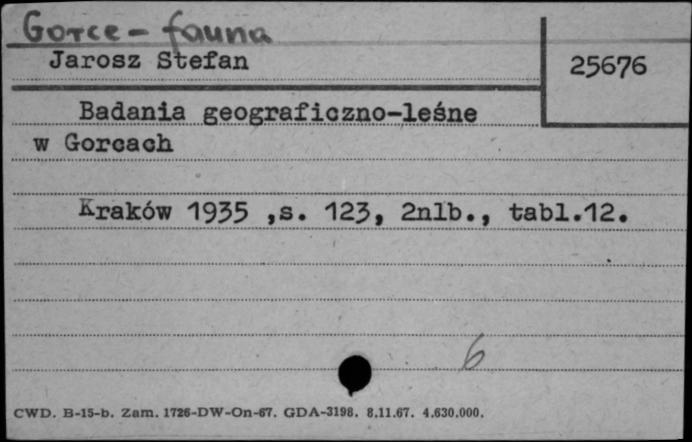 Gorce - fauna
Jarosz Stefan
25676
Badania geograficzno-leśne
w Gorcach
Kraków 1935 ,s. 123, 2nlb., tabl.12.
6
CWD. B-15-b. Zam. 1726-DW-On-67. GDA-3198. 8.11.67. 4.630.000.